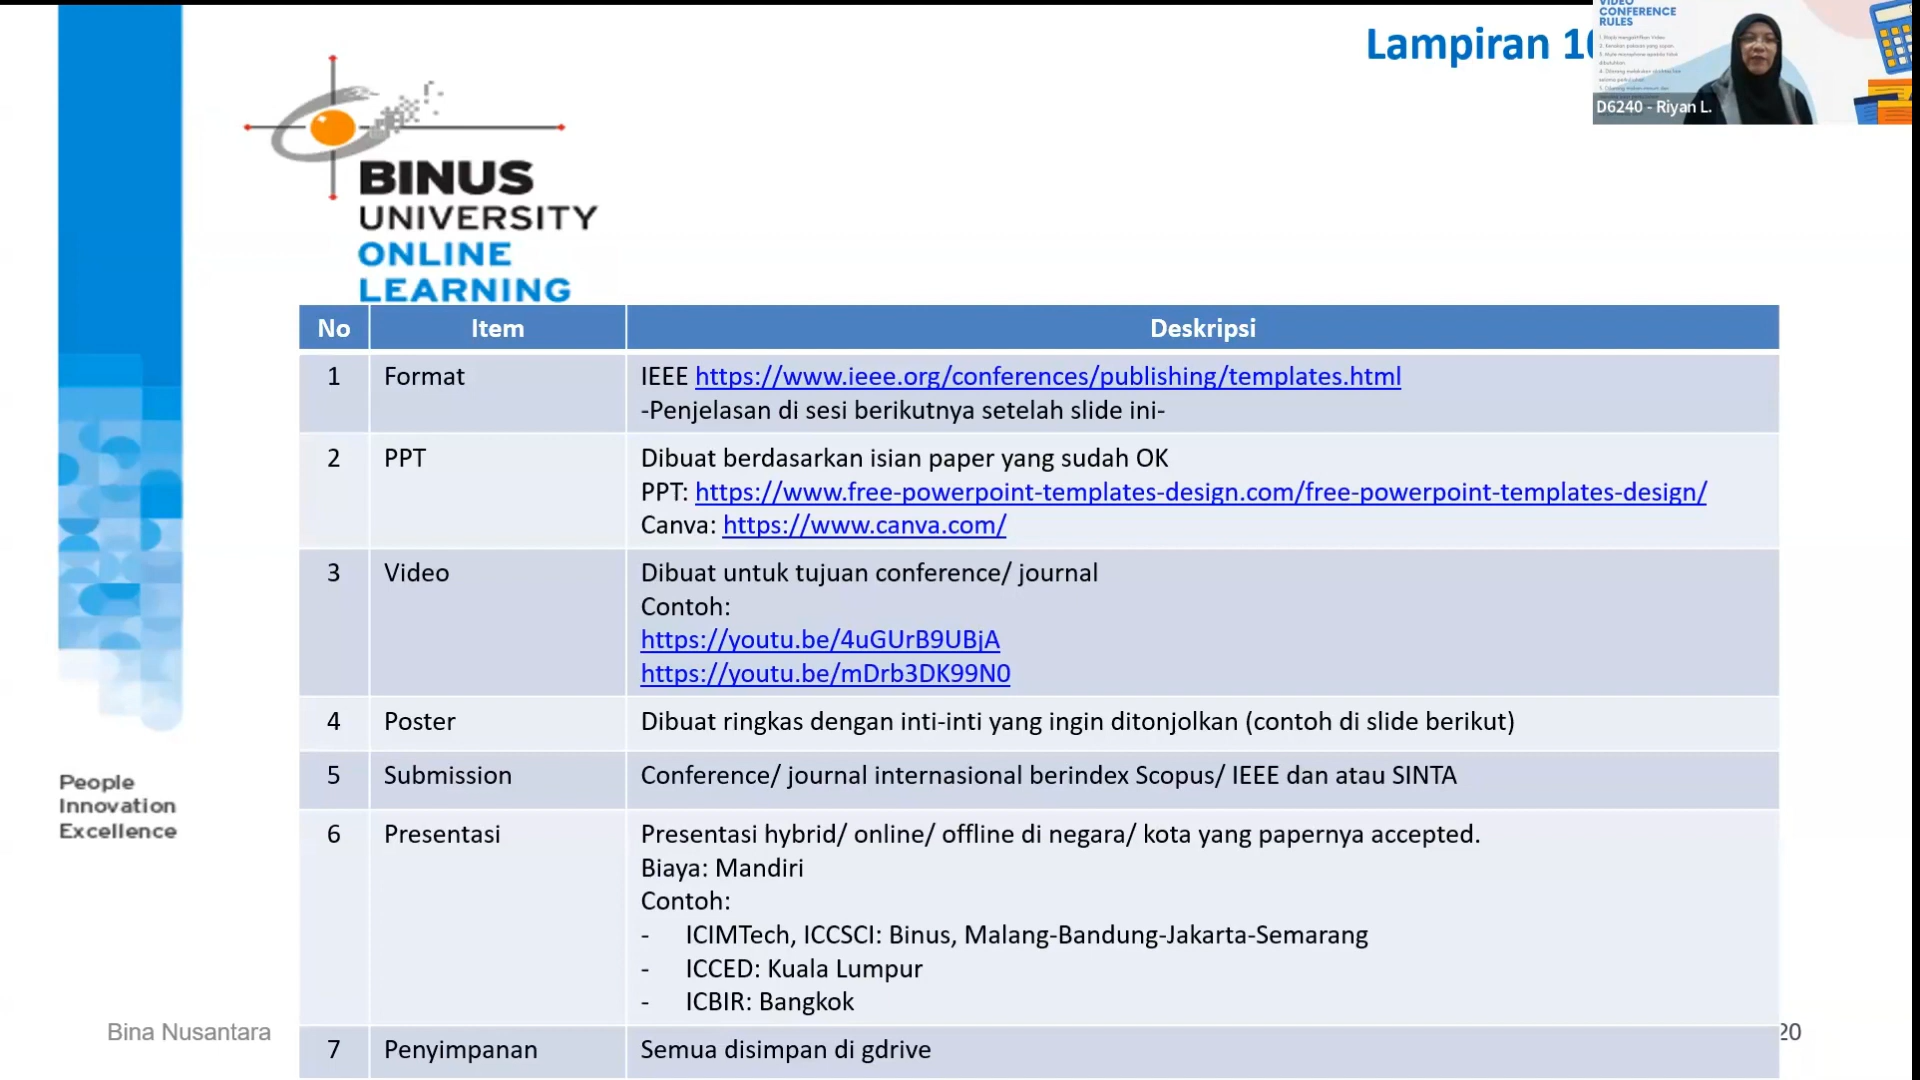 Lampiran 10
VIDEO
CONFERENCE
RULES
D6240 - Riyan L.
BINUS
UNIVERSITY
ONLINE
LEARNING
No Item Deskripsi
1 Format IEEE https://www.ieee.org/conferences/publishing/templates.html
-Penjelasan di sesi berikutnya setelah slide ini-
2 PPT Dibuat berdasarkan isian paper yang sudah OK
PPT: https://www.free-powerpoint-templates-design.com/free-powerpoint-templates-design/
Canva: https://www.canva.com/
3 Video Dibuat untuk tujuan conference/ journal
Contoh:
https://youtu.be/4uGUrB9UBjA
https://youtu.be/mDrb3DK99N0
4 Poster Dibuat ringkas dengan inti-inti yang ingin ditonjolkan (contoh di slide berikut)
5 Submission Conference/ journal internasional berindex Scopus/ IEEE dan atau SINTA
6 Presentasi Presentasi hybrid/ online/ offline di negara/ kota yang papernya accepted.
Biaya: Mandiri
Contoh:
- ICIMTech, ICCSCI: Binus, Malang-Bandung-Jakarta-Semarang
- ICCED: Kuala Lumpur
- ICBIR: Bangkok
7 Penyimpanan Semua disimpan di gdrive
People
Innovation
Excellence
Bina Nusantara
20